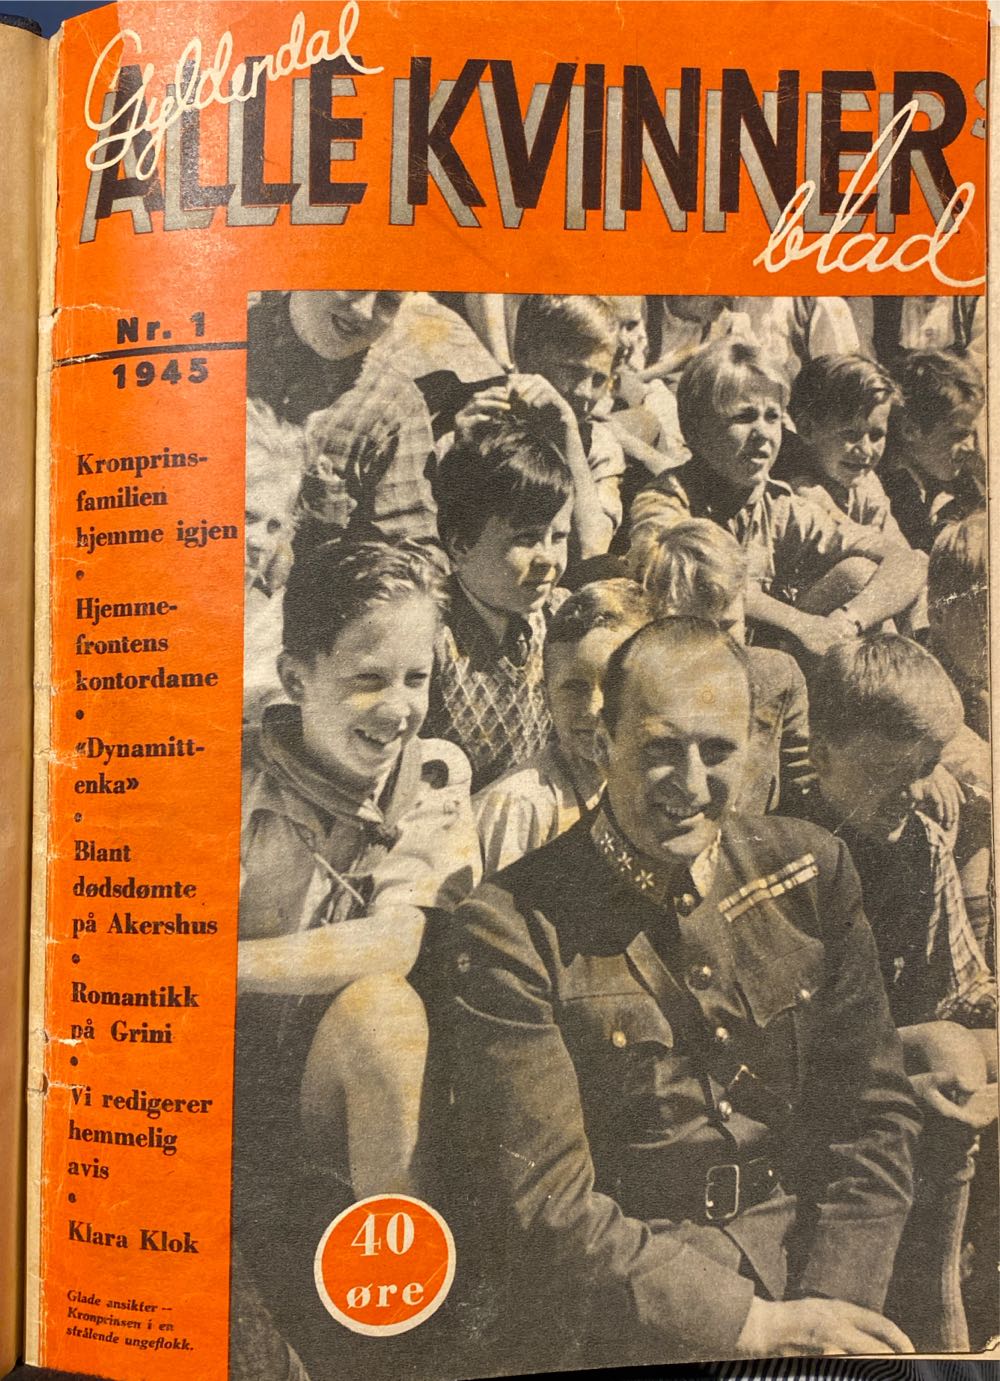 Gyldendal
ALLE KVINNERS
blad
Nr. 1
1945
Kronprins-
familien
hjemme igjen
•
Hjemme-
frontens
kontordame
•
«Dynamitt-
enka»
•
Blant
dødsdømte
på Akershus
•
Romantikk
på Grini
•
Vi redigerer
hemmelig
avis
•
Klara Klok
Glade ansikter —
Kronprinsen i en
strålende ungeflokk.
40
øre